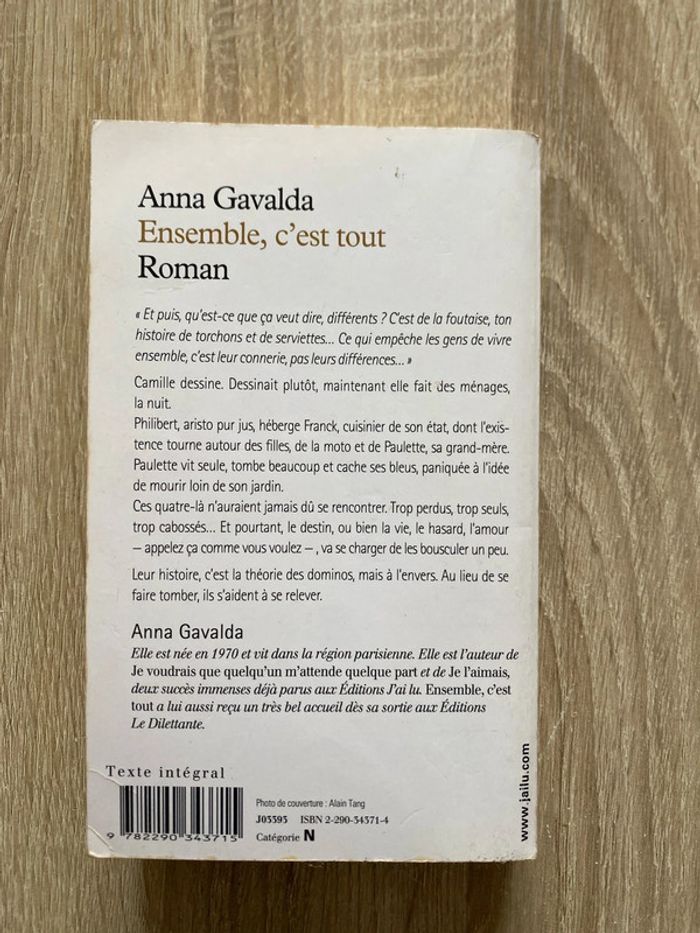 Anna Gavalda
Ensemble, c'est tout
Roman
« Et puis, qu'est-ce que ça veut dire, différents ? C'est de la foutaise, ton
histoire de torchons et de serviettes... Ce qui empêche les gens de vivre
ensemble, c'est leur connerie, pas leurs différences... »
Camille dessine. Dessinait plutôt, maintenant elle fait des ménages,
la nuit.
Philibert, aristo pur jus, héberge Franck, cuisinier de son état, dont l'exis-
tence tourne autour des filles, de la moto et de Paulette, sa grand-mère.
Paulette vit seule, tombe beaucoup et cache ses bleus, paniquée à l'idée
de mourir loin de son jardin.
Ces quatre-là n'auraient jamais dû se rencontrer. Trop perdus, trop seuls,
trop cabossés... Et pourtant, le destin, ou bien la vie, le hasard, l'amour
– appelez ça comme vous voulez –, va se charger de les bousculer un peu.
Leur histoire, c'est la théorie des dominos, mais à l'envers. Au lieu de se
faire tomber, ils s'aident à se relever.
Anna Gavalda
Elle est née en 1970 et vit dans la région parisienne. Elle est l'auteur de
Je voudrais que quelqu'un m'attende quelque part et de Je l'aimais,
deux succès immenses déjà parus aux Éditions J'ai lu. Ensemble, c'est
tout a lui aussi reçu un très bel accueil dès sa sortie aux Éditions
Le Dilettante.
Texte intégral
9 782290 343715
Photo de couverture : Alain Tang
J03393 ISBN 2-290-34371-4
Catégorie N
www.jailu.com